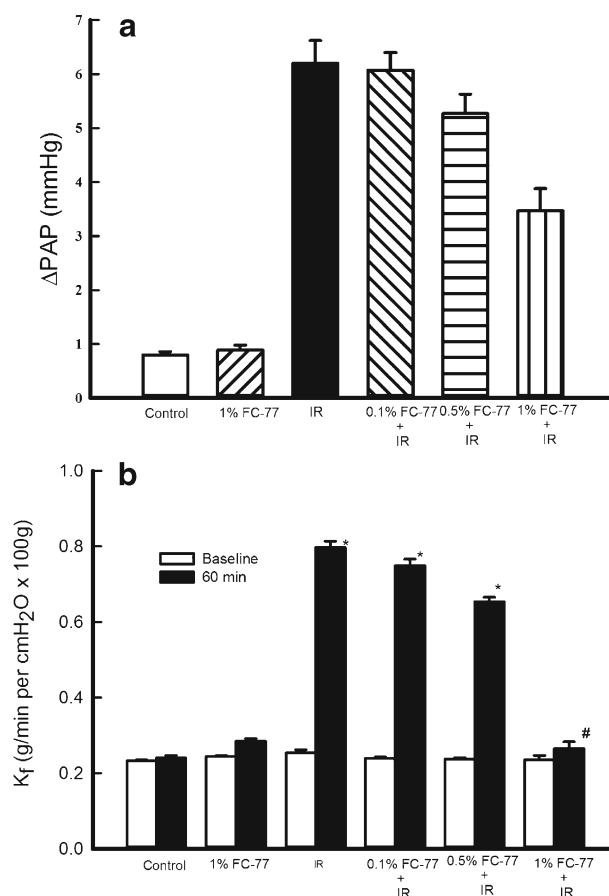 a
ΔPAP (mmHg)
7
6
5
4
3
2
1
0
Control
1% FC-77
IR
0.1% FC-77
+
IR
0.5% FC-77
+
IR
1% FC-77
+
IR
b
Kf (g/min per cmH2O x 100g)
1.0
0.8
0.6
0.4
0.2
0.0
Baseline
60 min
*
*
*
#
Control
1% FC-77
IR
0.1% FC-77
+
IR
0.5% FC-77
+
IR
1% FC-77
+
IR